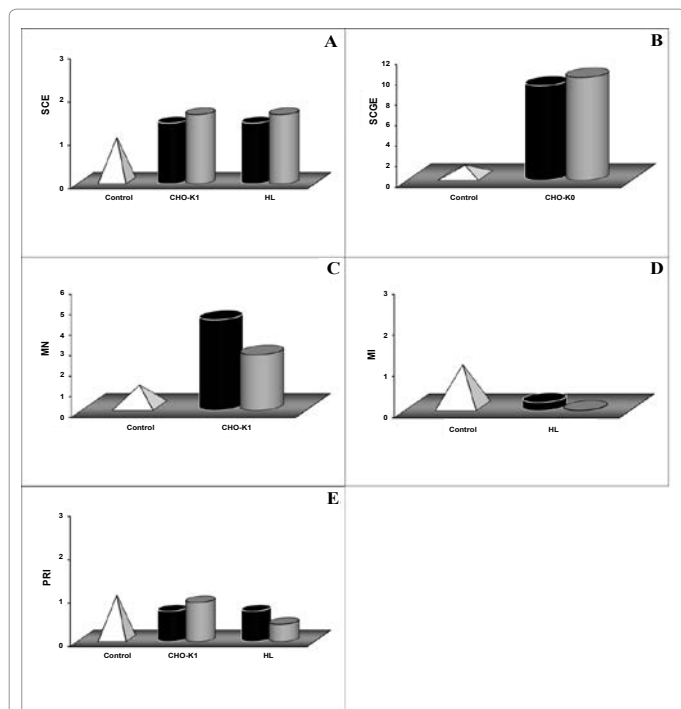 A
3
2
SCE
1
0
Control CHO-K1 HL
B
12
10
8
SCGE
6
4
2
0
Control CHO-K0
C
6
5
4
MN
3
2
1
0
Control CHO-K1
D
3
2
MI
1
0
Control HL
E
3
2
PRI
1
0
Control CHO-K1 HL